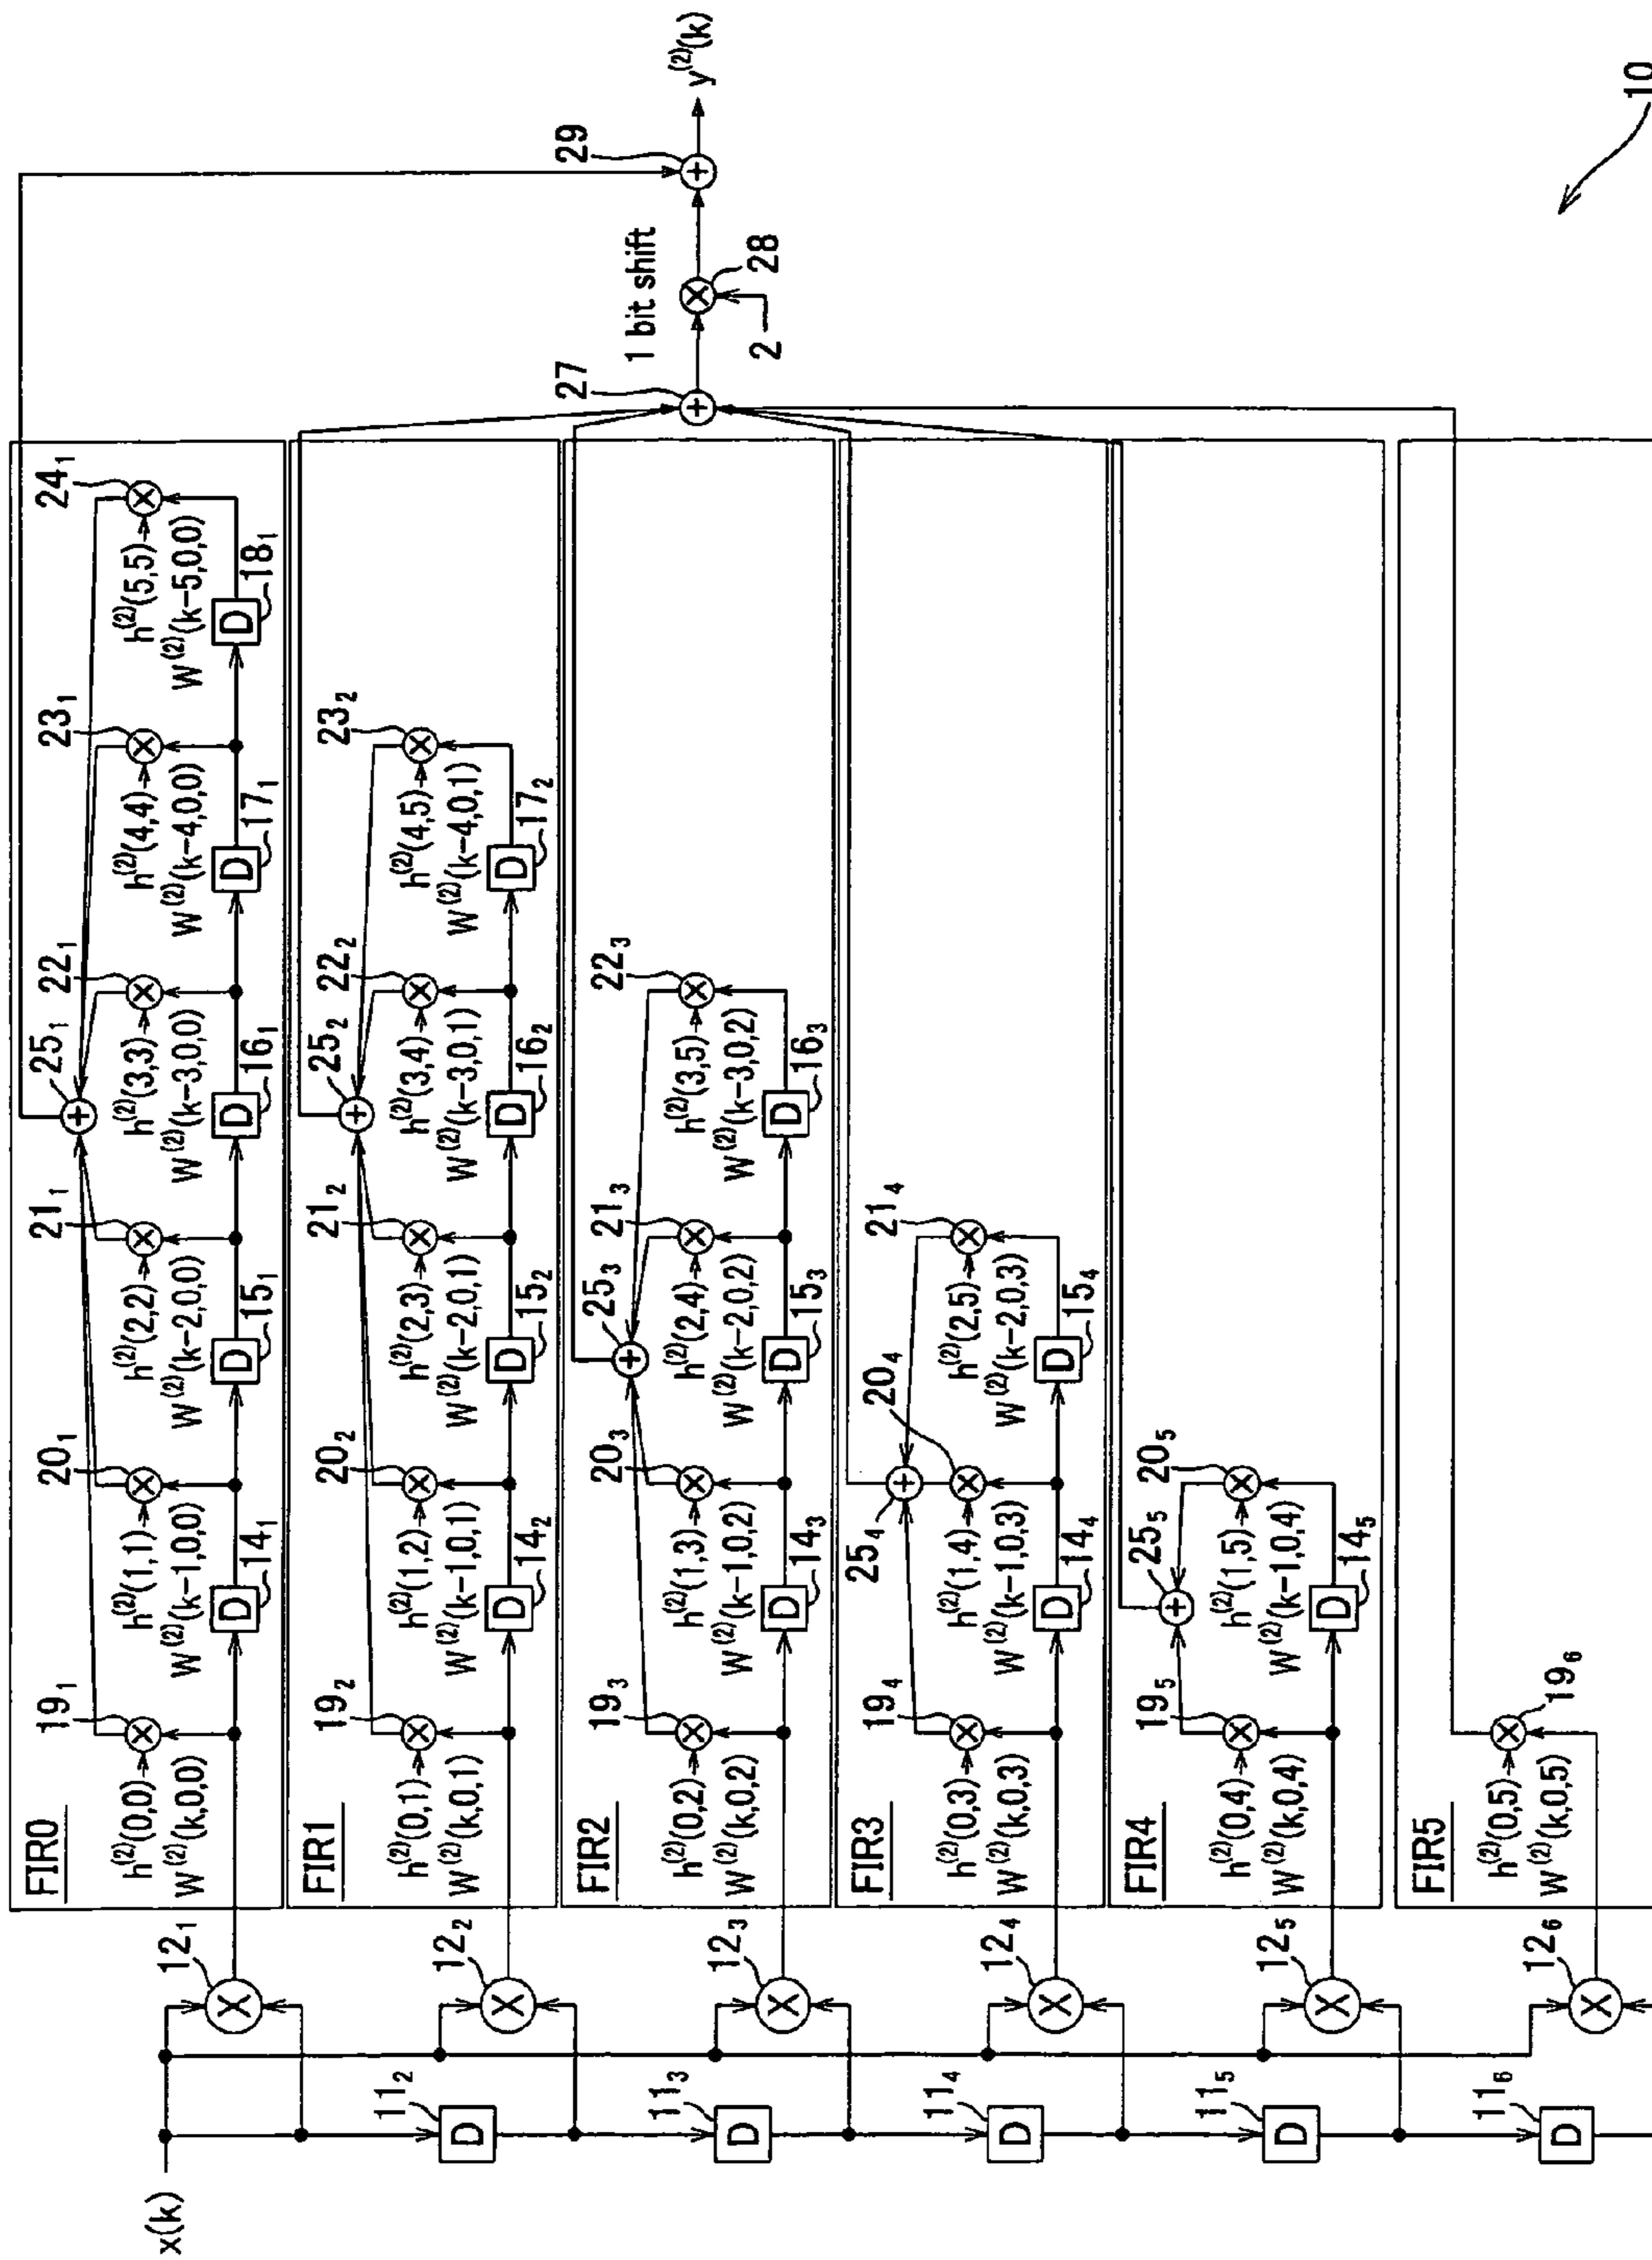 x(k)
11₂
11₃
11₄
11₅
11₆
D
D
D
D
D
12₁
12₂
12₃
12₄
12₅
12₆
FIR0
19₁
20₁
21₁
25₁
22₁
23₁
24₁
h⁽²⁾(0,0)
h⁽²⁾(1,1)
h⁽²⁾(2,2)
h⁽²⁾(3,3)
h⁽²⁾(4,4)
h⁽²⁾(5,5)
W⁽²⁾(k,0,0)
W⁽²⁾(k-1,0,0)
W⁽²⁾(k-2,0,0)
W⁽²⁾(k-3,0,0)
W⁽²⁾(k-4,0,0)
W⁽²⁾(k-5,0,0)
D
D
D
D
D
14₁
15₁
16₁
17₁
18₁
FIR1
19₂
20₂
21₂
25₂
22₂
23₂
h⁽²⁾(0,1)
h⁽²⁾(1,2)
h⁽²⁾(2,3)
h⁽²⁾(3,4)
h⁽²⁾(4,5)
W⁽²⁾(k,0,1)
W⁽²⁾(k-1,0,1)
W⁽²⁾(k-2,0,1)
W⁽²⁾(k-3,0,1)
W⁽²⁾(k-4,0,1)
D
D
D
D
14₂
15₂
16₂
17₂
FIR2
19₃
20₃
25₃
21₃
22₃
h⁽²⁾(0,2)
h⁽²⁾(1,3)
h⁽²⁾(2,4)
h⁽²⁾(3,5)
W⁽²⁾(k,0,2)
W⁽²⁾(k-1,0,2)
W⁽²⁾(k-2,0,2)
W⁽²⁾(k-3,0,2)
D
D
D
14₃
15₃
16₃
FIR3
19₄
25₄
20₄
21₄
h⁽²⁾(0,3)
h⁽²⁾(1,4)
h⁽²⁾(2,5)
W⁽²⁾(k,0,3)
W⁽²⁾(k-1,0,3)
W⁽²⁾(k-2,0,3)
D
D
14₄
15₄
FIR4
19₅
25₅
20₅
h⁽²⁾(0,4)
h⁽²⁾(1,5)
W⁽²⁾(k,0,4)
W⁽²⁾(k-1,0,4)
D
14₅
FIR5
19₆
h⁽²⁾(0,5)
W⁽²⁾(k,0,5)
27
1 bit shift
28
2
29
y⁽²⁾(k)
10